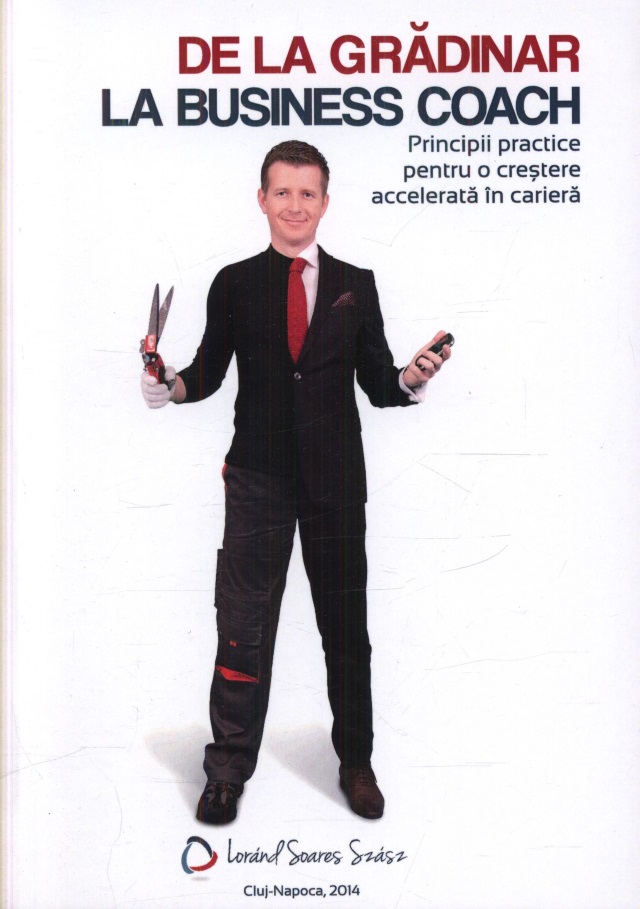 DE LA GRĂDINAR
LA BUSINESS COACH
Principii practice
pentru o creștere
accelerată în carieră
Loránd Soares Szász
Cluj-Napoca, 2014